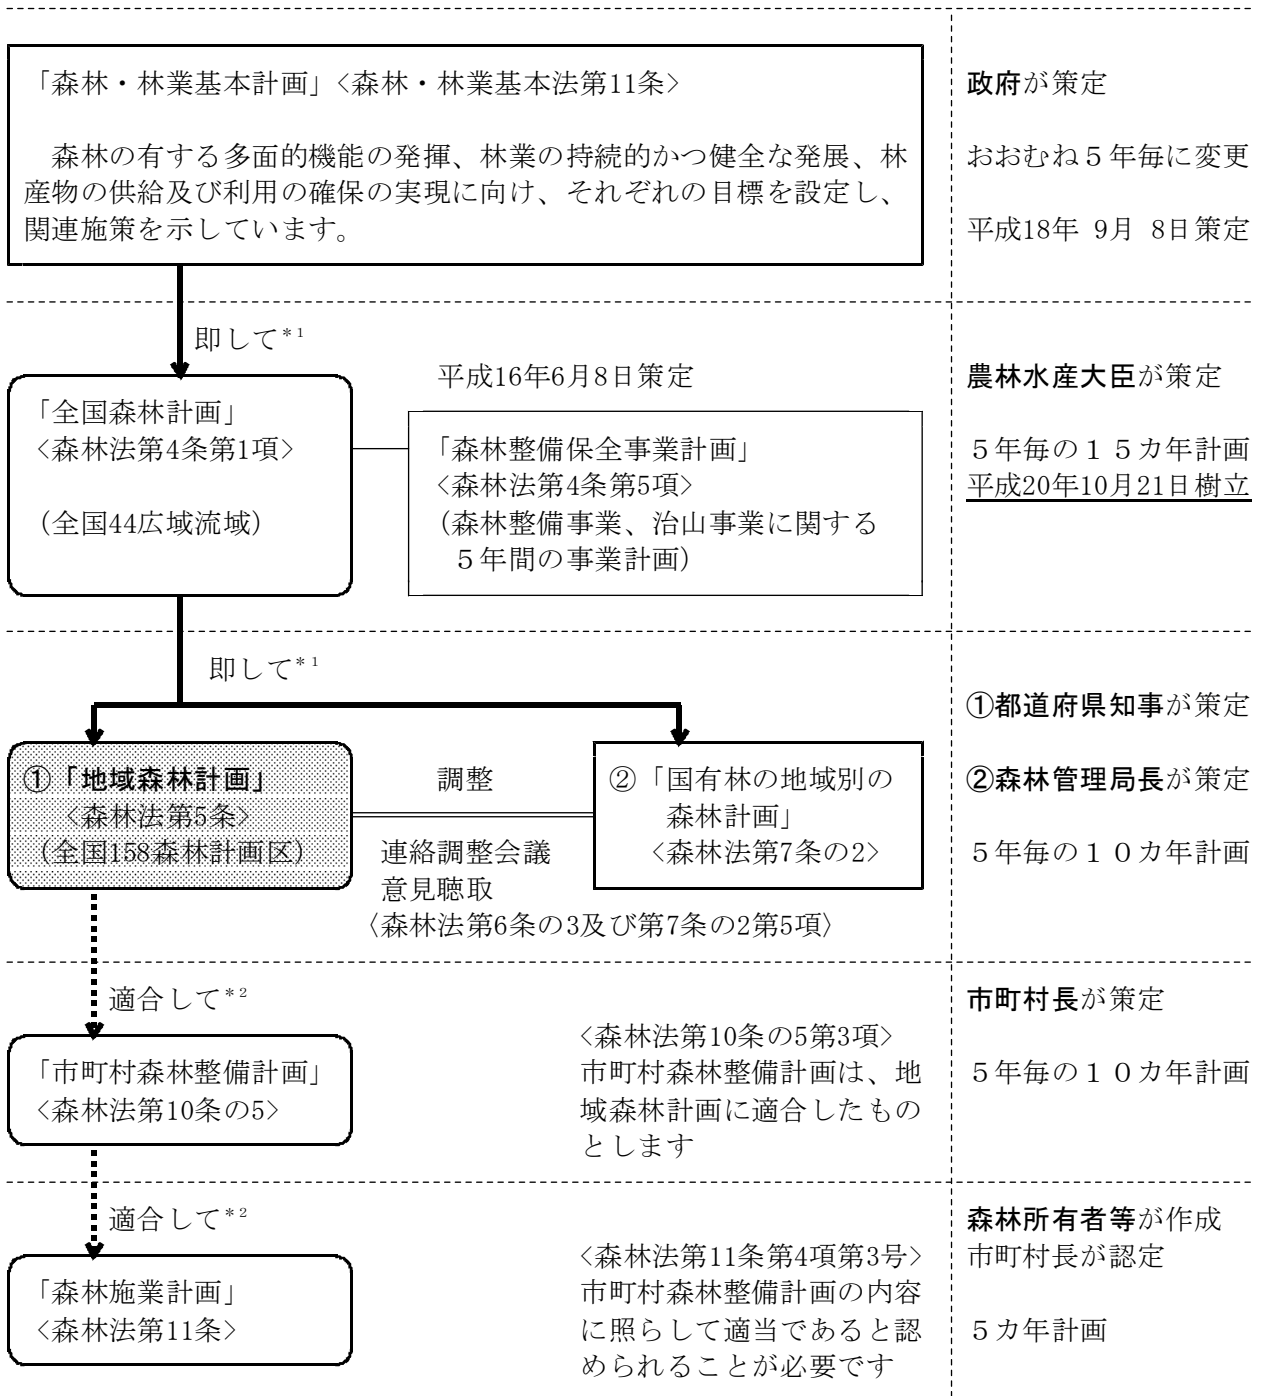 「森林・林業基本計画」<森林・林業基本法第11条>
森林の有する多面的機能の発揮、林業の持続的かつ健全な発展、林
産物の供給及び利用の確保の実現に向け、それぞれの目標を設定し、
関連施策を示しています。
政府が策定
おおむね５年毎に変更
平成18年 9月 8日策定
即して*1
「全国森林計画」
<森林法第4条第1項>
(全国44広域流域)
平成16年6月8日策定
「森林整備保全事業計画」
<森林法第4条第5項>
(森林整備事業、治山事業に関する
５年間の事業計画)
農林水産大臣が策定
５年毎の１５カ年計画
平成20年10月21日樹立
即して*1
①「地域森林計画」
<森林法第5条>
(全国158森林計画区)
調整
連絡調整会議
意見聴取
〈森林法第6条の3及び第7条の2第5項〉
②「国有林の地域別の
森林計画」
<森林法第7条の2>
①都道府県知事が策定
②森林管理局長が策定
５年毎の１０カ年計画
適合して*2
「市町村森林整備計画」
<森林法第10条の5>
<森林法第10条の5第3項>
市町村森林整備計画は、地
域森林計画に適合したもの
とします
市町村長が策定
５年毎の１０カ年計画
適合して*2
「森林施業計画」
<森林法第11条>
<森林法第11条第4項第3号>
市町村森林整備計画の内容
に照らして適当であると認
められることが必要です
森林所有者等が作成
市町村長が認定
５カ年計画